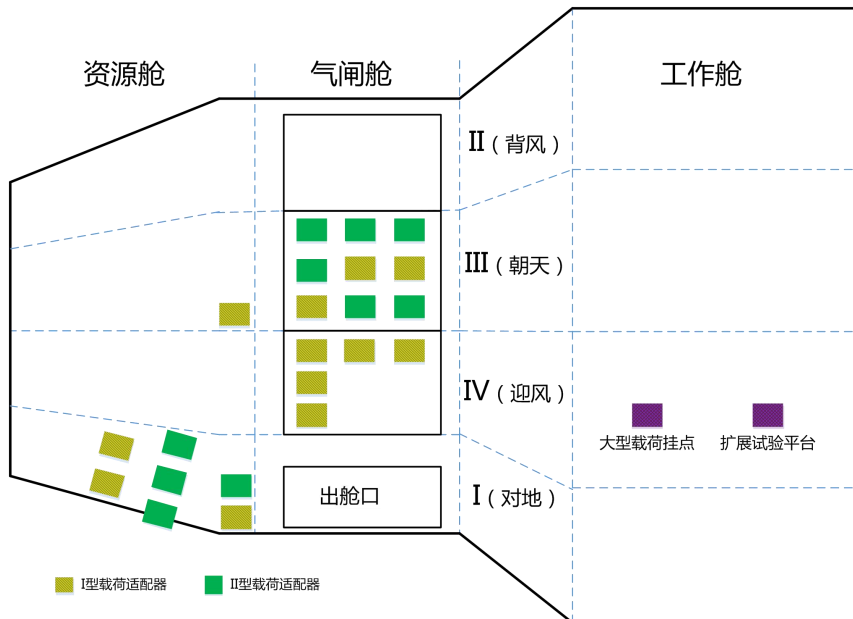 资源舱
气闸舱
工作舱
II（背风）
III（朝天）
IV（迎风）
大型载荷挂点
扩展试验平台
出舱口
I（对地）
I型载荷适配器
II型载荷适配器